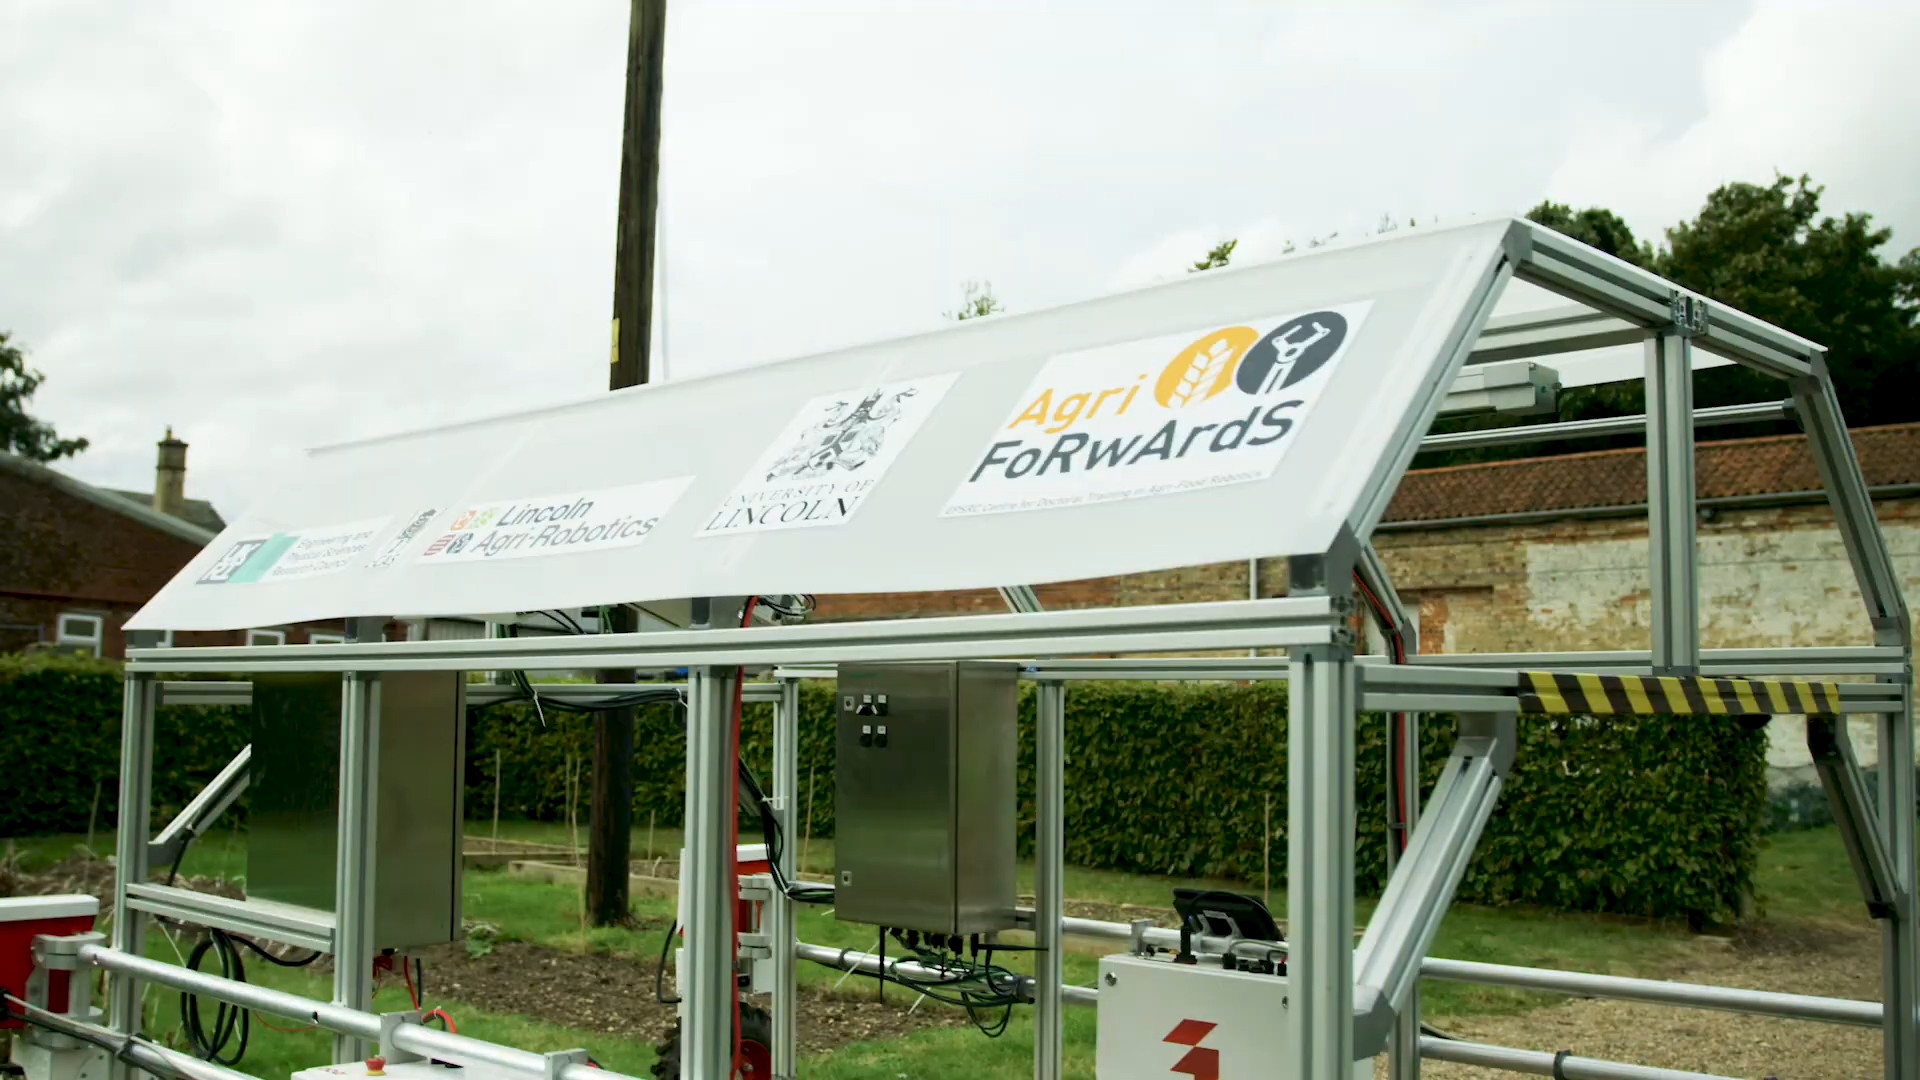 Engineering and
Physical Sciences
Research Council
Lincoln
Agri-Robotics
UNIVERSITY OF
LINCOLN
Agri
FoRwArdS
EPSRC Centre for Doctoral Training in Agri-Food Robotics